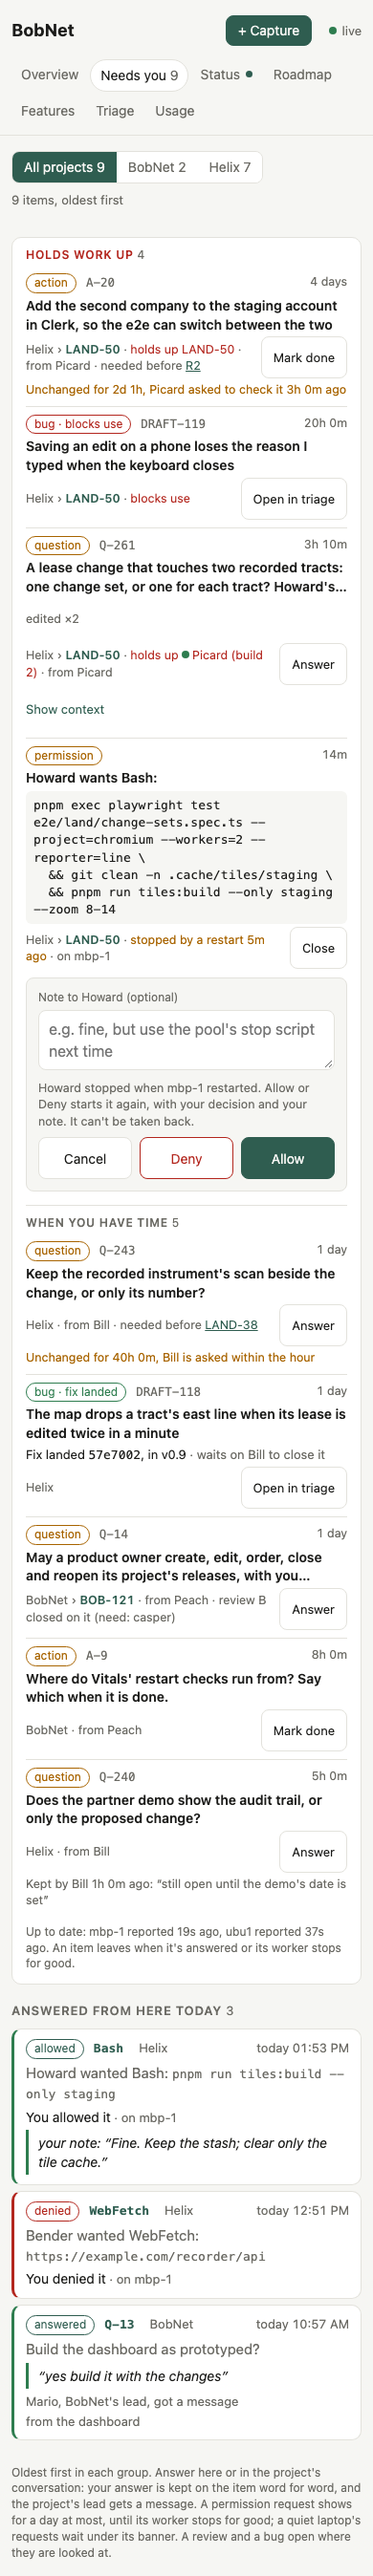 BobNet
+ Capture
live
Overview
Needs you 9
Status
Roadmap
Features
Triage
Usage
All projects 9
BobNet 2
Helix 7
9 items, oldest first
HOLDS WORK UP 4
action A-20 4 days
Add the second company to the staging account
in Clerk, so the e2e can switch between the two
Helix › LAND-50 · holds up LAND-50 ·
from Picard · needed before R2
Mark done
Unchanged for 2d 1h, Picard asked to check it 3h 0m ago
bug · blocks use DRAFT-119 20h 0m
Saving an edit on a phone loses the reason I
typed when the keyboard closes
Helix › LAND-50 · blocks use
Open in triage
question Q-261 3h 10m
A lease change that touches two recorded tracts:
one change set, or one for each tract? Howard's...
edited ×2
Helix › LAND-50 · holds up Picard (build
2) · from Picard
Answer
Show context
permission 14m
Howard wants Bash:
pnpm exec playwright test
e2e/land/change-sets.spec.ts --
project=chromium --workers=2 --
reporter=line \
&& git clean -n .cache/tiles/staging \
&& pnpm run tiles:build --only staging
--zoom 8-14
Helix › LAND-50 · stopped by a restart 5m
ago · on mbp-1
Close
Note to Howard (optional)
e.g. fine, but use the pool's stop script
next time
Howard stopped when mbp-1 restarted. Allow or
Deny starts it again, with your decision and your
note. It can't be taken back.
Cancel
Deny
Allow
WHEN YOU HAVE TIME 5
question Q-243 1 day
Keep the recorded instrument's scan beside the
change, or only its number?
Helix · from Bill · needed before LAND-38
Answer
Unchanged for 40h 0m, Bill is asked within the hour
bug · fix landed DRAFT-118 1 day
The map drops a tract's east line when its lease is
edited twice in a minute
Fix landed 57e7002, in v0.9 · waits on Bill to close it
Helix
Open in triage
question Q-14 1 day
May a product owner create, edit, order, close
and reopen its project's releases, with you...
BobNet › BOB-121 · from Peach · review B
closed on it (need: casper)
Answer
action A-9 8h 0m
Where do Vitals' restart checks run from? Say
which when it is done.
BobNet · from Peach
Mark done
question Q-240 5h 0m
Does the partner demo show the audit trail, or
only the proposed change?
Helix · from Bill
Answer
Kept by Bill 1h 0m ago: “still open until the demo's date is
set”
Up to date: mbp-1 reported 19s ago, ubu1 reported 37s
ago. An item leaves when it's answered or its worker stops
for good.
ANSWERED FROM HERE TODAY 3
allowed Bash Helix today 01:53 PM
Howard wanted Bash: pnpm run tiles:build --
only staging
You allowed it · on mbp-1
your note: “Fine. Keep the stash; clear only the
tile cache.”
denied WebFetch Helix today 12:51 PM
Bender wanted WebFetch:
https://example.com/recorder/api
You denied it · on mbp-1
answered Q-13 BobNet today 10:57 AM
Build the dashboard as prototyped?
“yes build it with the changes”
Mario, BobNet's lead, got a message
from the dashboard
Oldest first in each group. Answer here or in the project's
conversation: your answer is kept on the item word for word, and
the project's lead gets a message. A permission request shows
for a day at most, until its worker stops for good; a quiet laptop's
requests wait under its banner. A review and a bug open where
they are looked at.